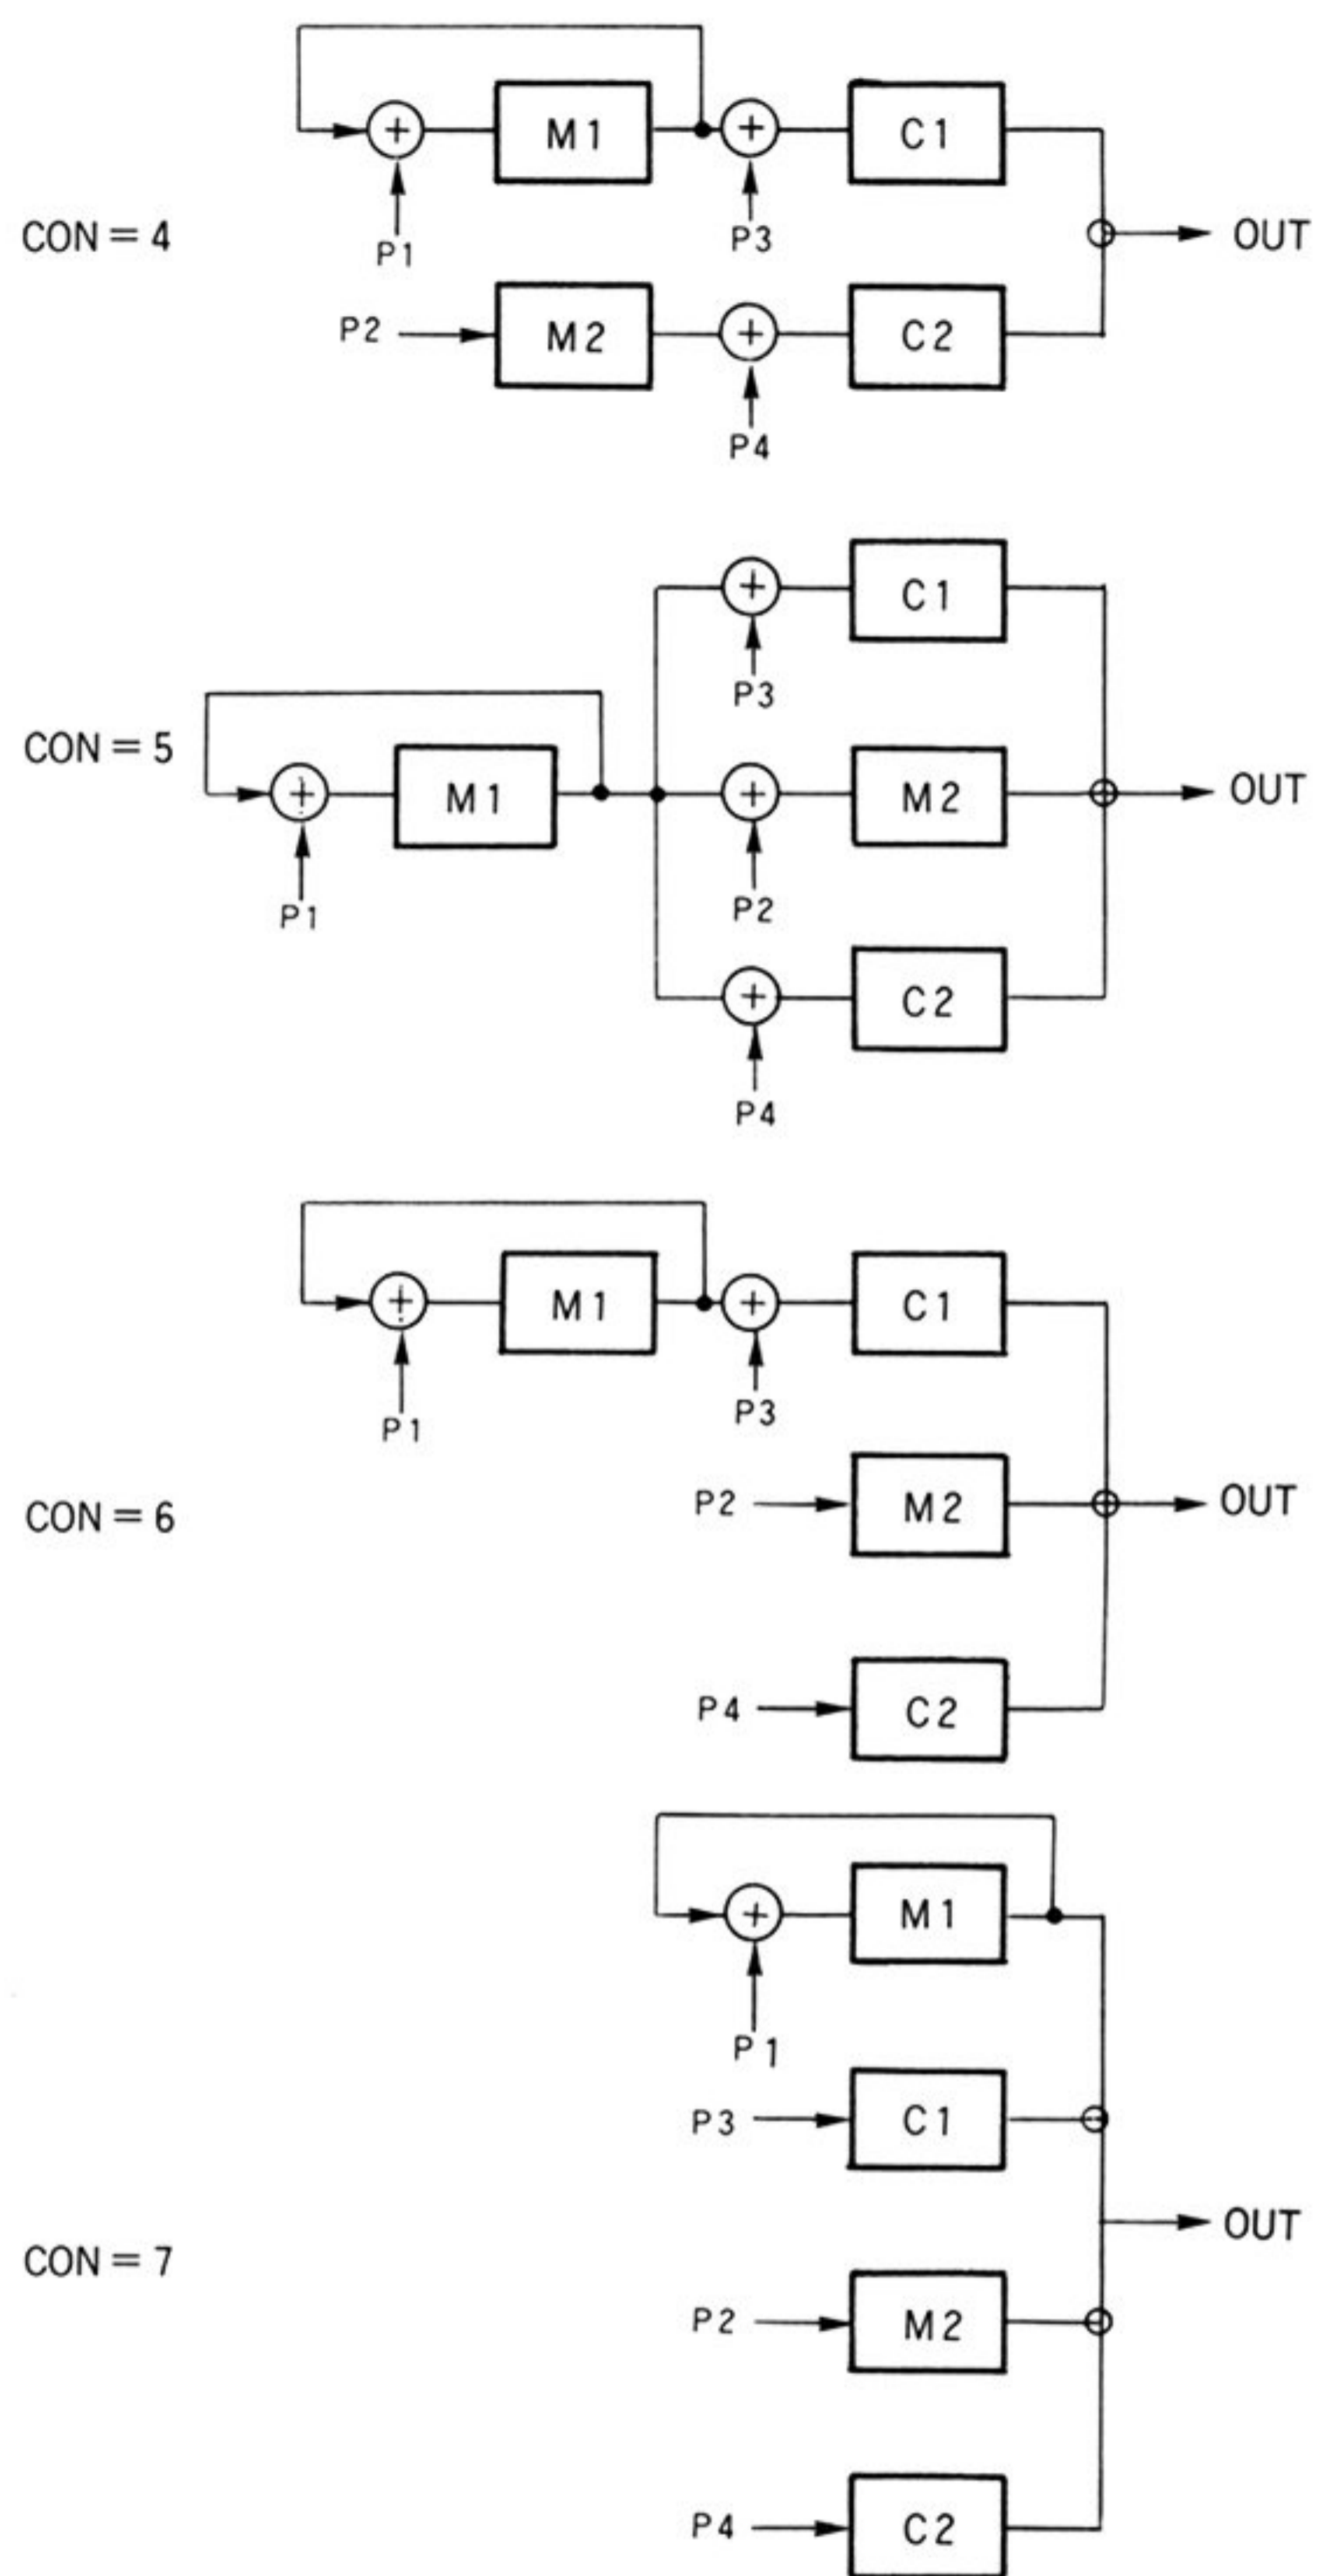 M1
C1
CON = 4
P1
P3
OUT
P2
M2
C2
P4
C1
P3
CON = 5
M1
M2
OUT
P1
P2
C2
P4
M1
C1
P1
P3
CON = 6
P2
M2
OUT
P4
C2
M1
P1
P3
C1
OUT
CON = 7
P2
M2
P4
C2